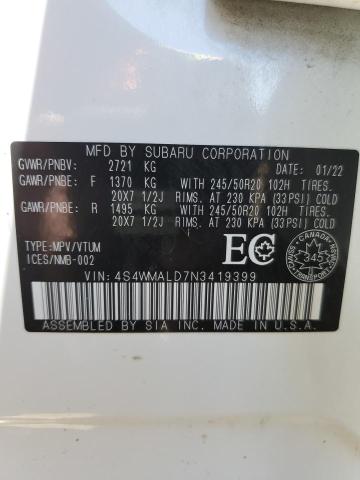 MFD BY SUBARU CORPORATION
GVWR/PNBV: 2721 KG DATE: 01/22
GAWR/PNBE: F 1370 KG WITH 245/50R20 102H TIRES,
20X7 1/2J RIMS, AT 230 KPA (33PSI) COLD
GAWR/PNBE: R 1495 KG WITH 245/50R20 102H TIRES,
20X7 1/2J RIMS, AT 230 KPA (33PSI) COLD
TYPE:MPV/VTUM
ICES/NMB-002
EC
CANADA
345
VIN: 4S4WMALD7N3419399
ASSEMBLED BY SIA INC. MADE IN U.S.A.